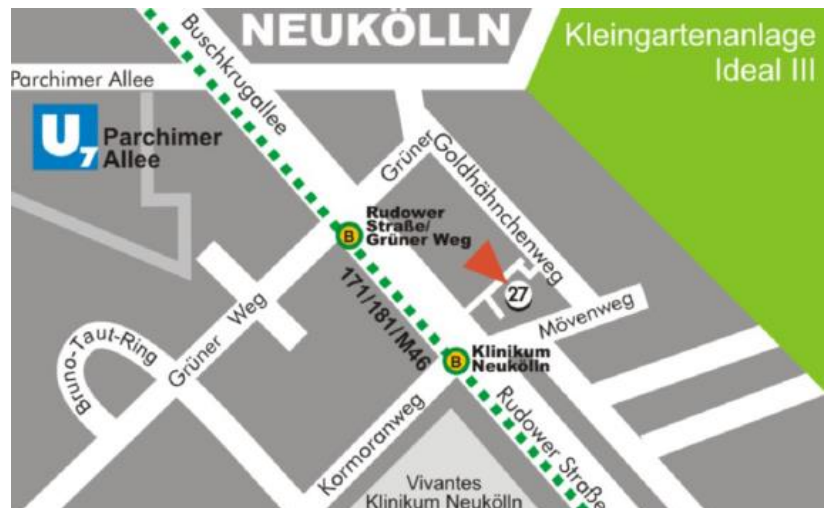 NEUKÖLLN
Kleingartenanlage
Ideal III
Parchimer Allee
Buschkrugallee
U7
Parchimer
Allee
Grüner
Goldhähnchenweg
Rudower
Straße/
Grüner Weg
B
27
171/181/M46
Mövenweg
B
Klinikum
Neukölln
Bruno-Taut-Ring
Grüner Weg
Kormoranweg
Rudower Straße
Vivantes
Klinikum Neukölln